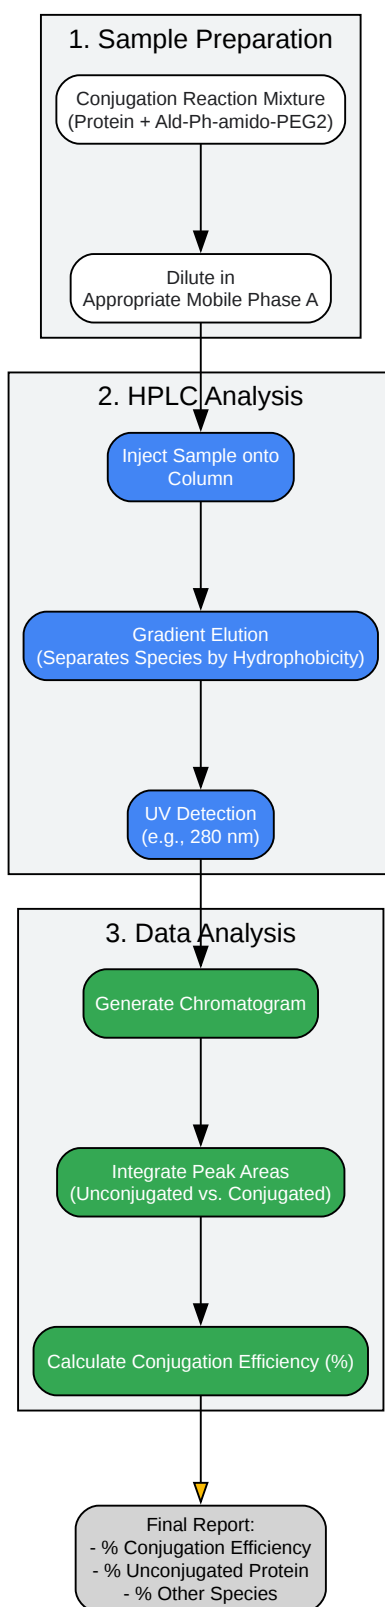 1. Sample Preparation
Conjugation Reaction Mixture
(Protein + Ald-Ph-amido-PEG2)
Dilute in
Appropriate Mobile Phase A
2. HPLC Analysis
Inject Sample onto
Column
Gradient Elution
(Separates Species by Hydrophobicity)
UV Detection
(e.g., 280 nm)
3. Data Analysis
Generate Chromatogram
Integrate Peak Areas
(Unconjugated vs. Conjugated)
Calculate Conjugation Efficiency (%)
Final Report:
- % Conjugation Efficiency
- % Unconjugated Protein
- % Other Species